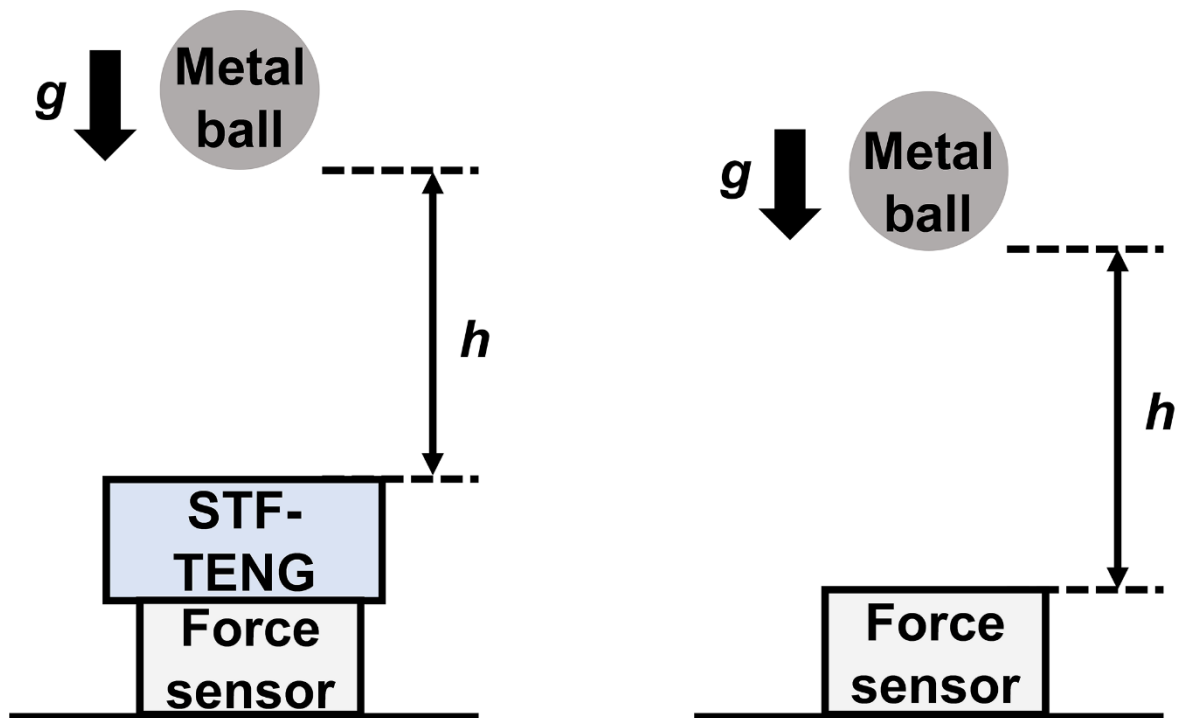 g
Metal
ball
h
STF-
TENG
Force
sensor
g
Metal
ball
h
Force
sensor